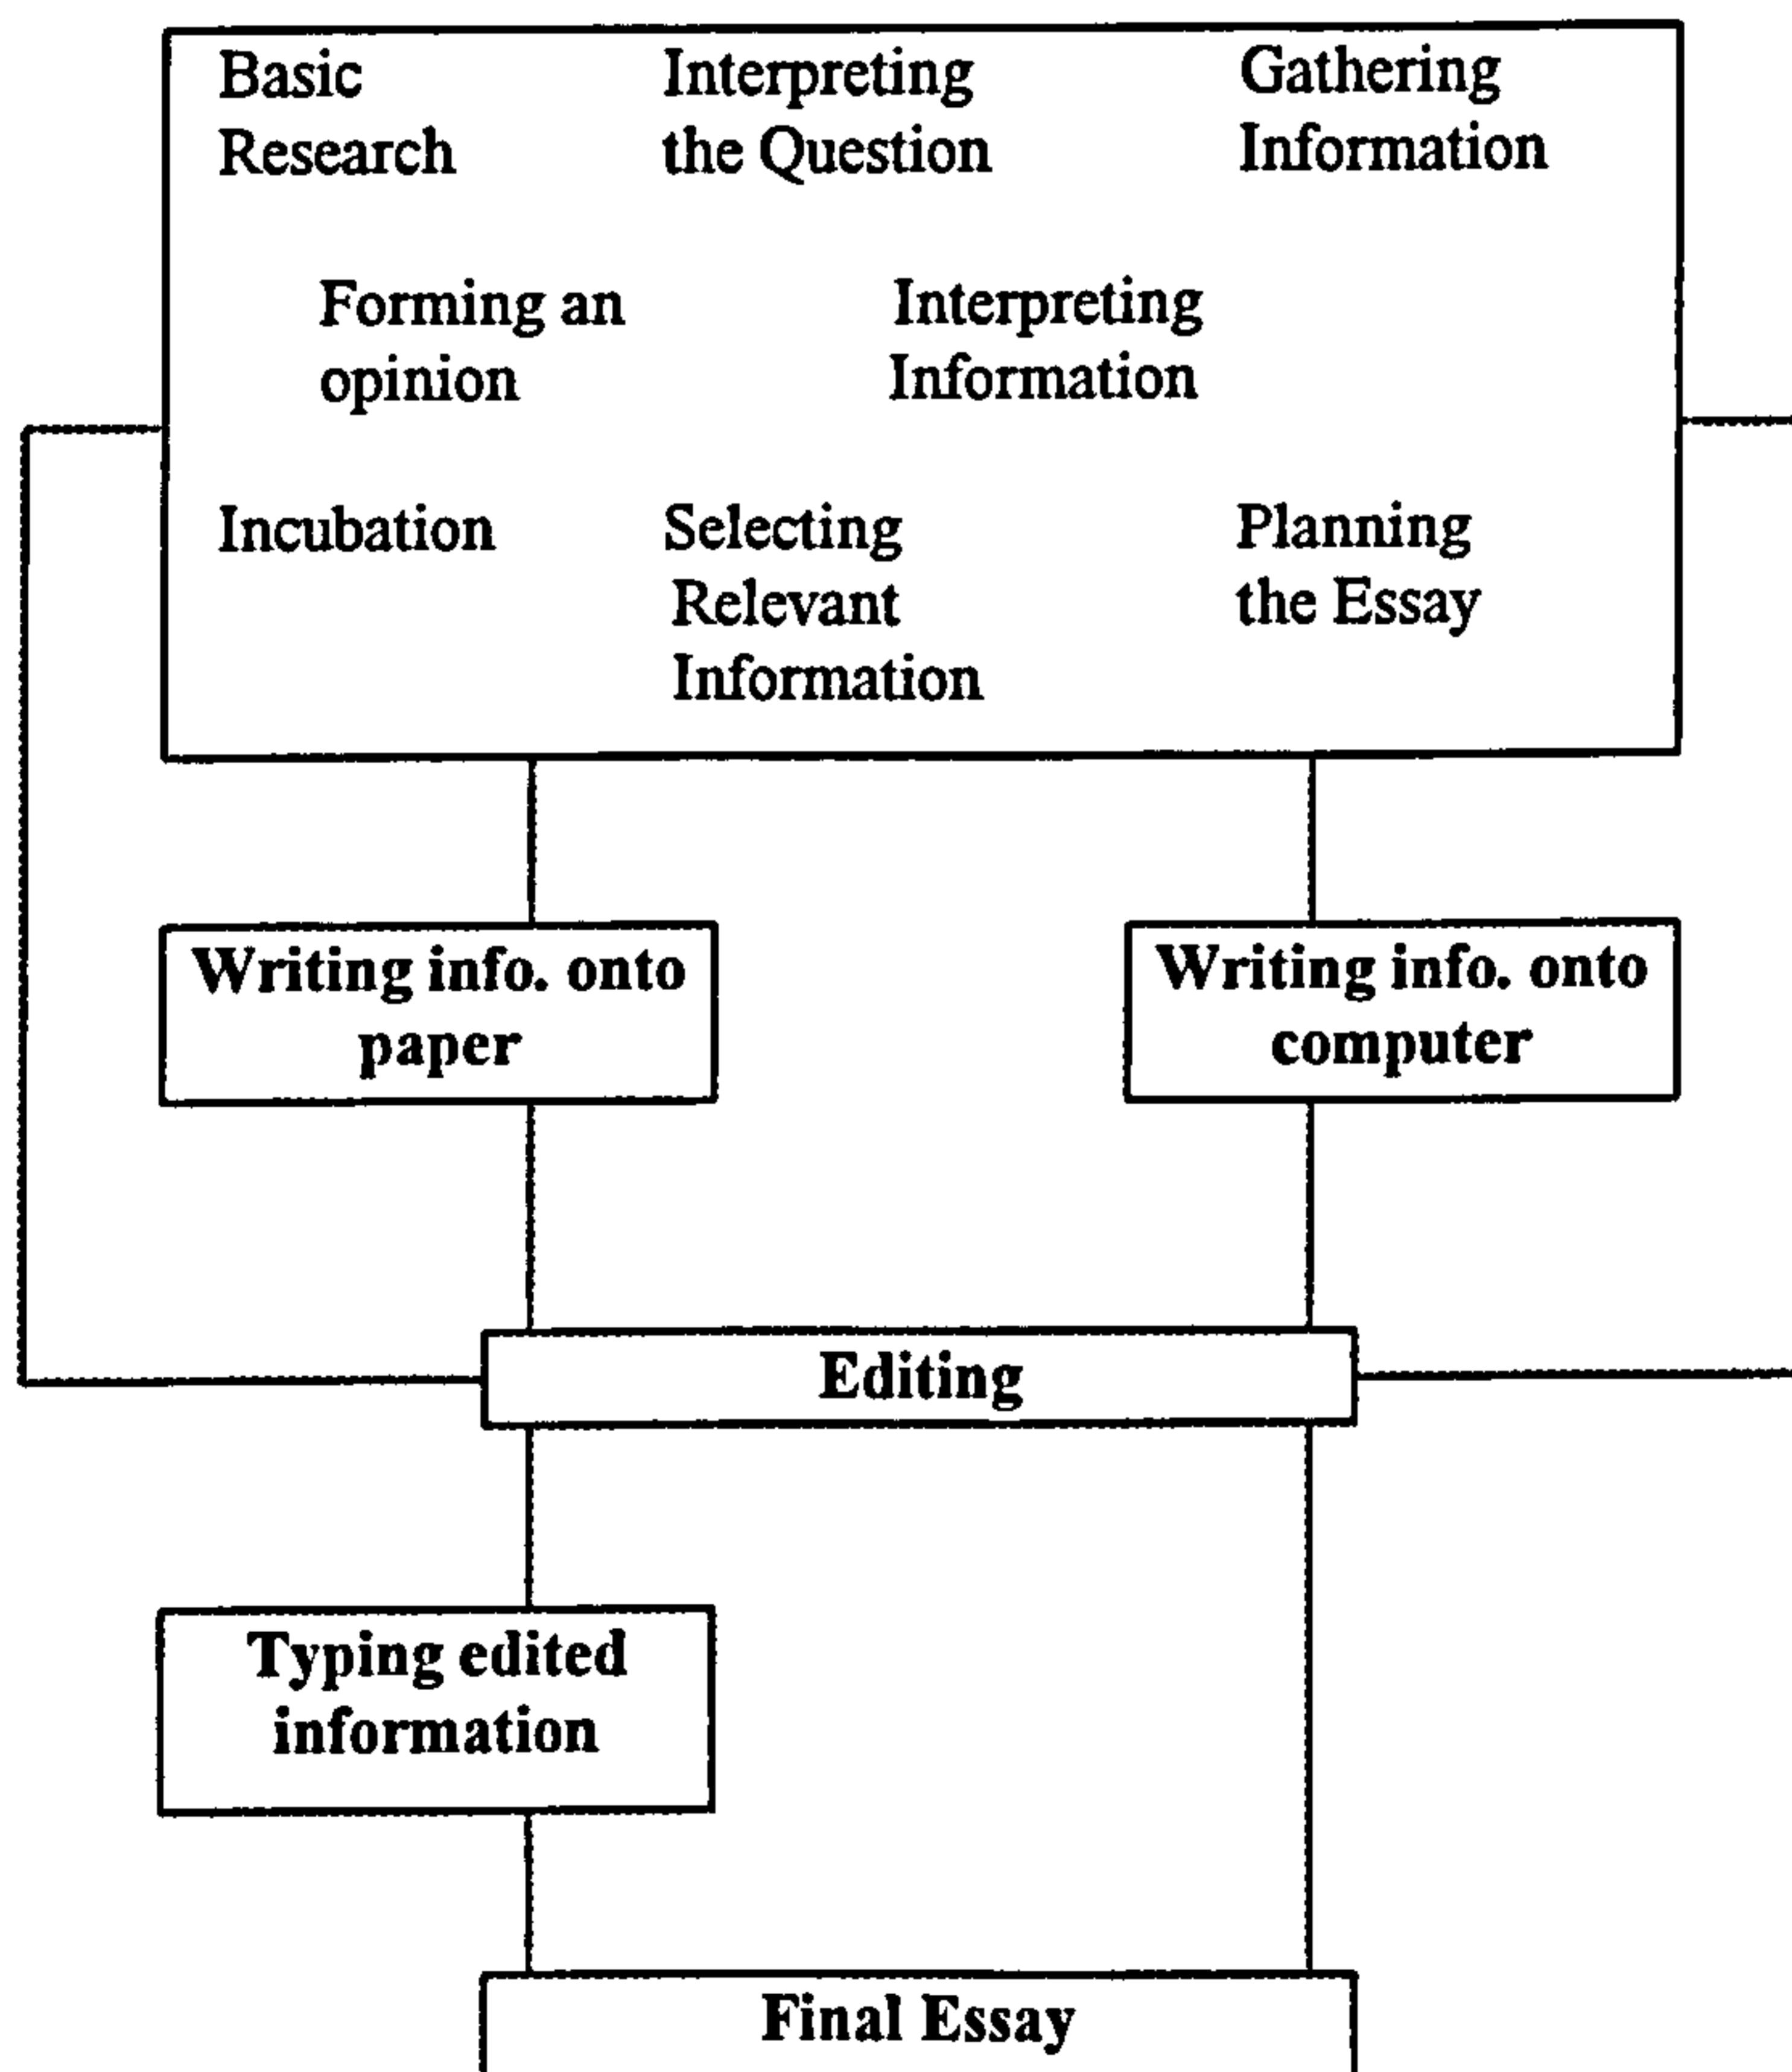 Basic Research
Interpreting the Question
Gathering Information
Forming an opinion
Interpreting Information
Incubation
Selecting Relevant Information
Planning the Essay
Writing info. onto paper
Writing info. onto computer
Editing
Typing edited information
Final Essay